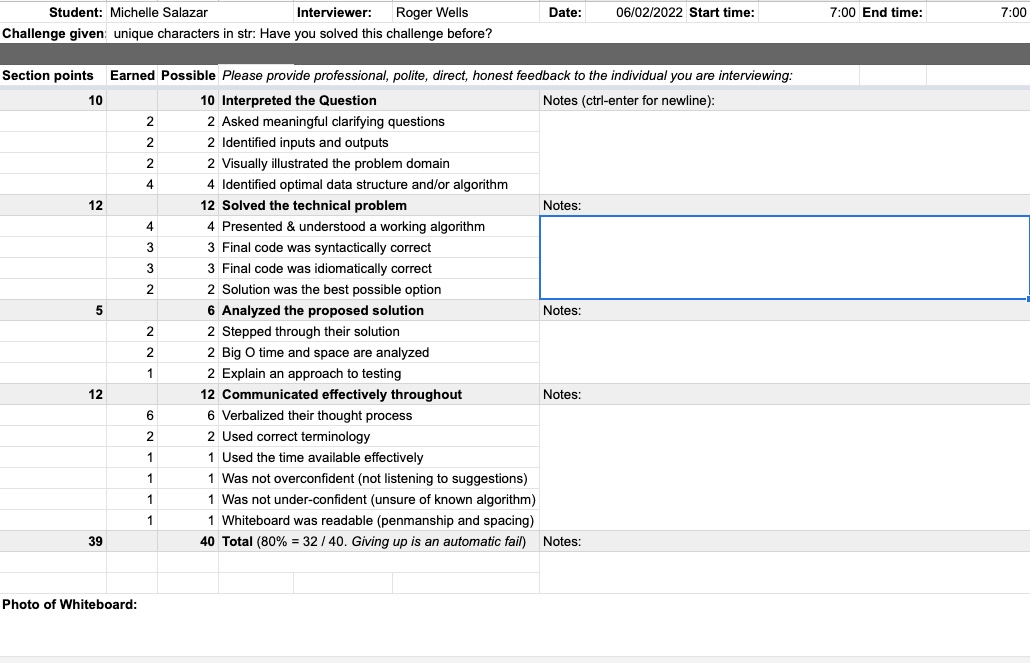 Student: Michelle Salazar Interviewer: Roger Wells Date: 06/02/2022 Start time: 7:00 End time: 7:00
Challenge given: unique characters in str: Have you solved this challenge before?
Section points Earned Possible Please provide professional, polite, direct, honest feedback to the individual you are interviewing:
10 10 Interpreted the Question Notes (ctrl-enter for newline):
2 2 Asked meaningful clarifying questions
2 2 Identified inputs and outputs
2 2 Visually illustrated the problem domain
4 4 Identified optimal data structure and/or algorithm
12 12 Solved the technical problem Notes:
4 4 Presented & understood a working algorithm
3 3 Final code was syntactically correct
3 3 Final code was idiomatically correct
2 2 Solution was the best possible option
5 6 Analyzed the proposed solution Notes:
2 2 Stepped through their solution
2 2 Big O time and space are analyzed
1 2 Explain an approach to testing
12 12 Communicated effectively throughout Notes:
6 6 Verbalized their thought process
2 2 Used correct terminology
1 1 Used the time available effectively
1 1 Was not overconfident (not listening to suggestions)
1 1 Was not under-confident (unsure of known algorithm)
1 1 Whiteboard was readable (penmanship and spacing)
39 40 Total (80% = 32 / 40. Giving up is an automatic fail) Notes:
Photo of Whiteboard: